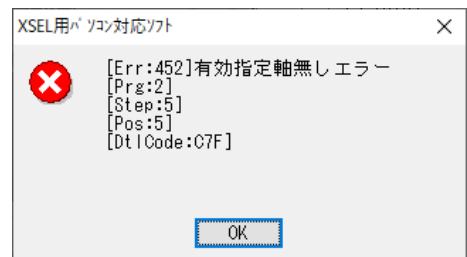 XSEL用ﾊﾟｿｺﾝ対応ｿﾌﾄ
[Err:452]有効指定軸無しエラー
[Prg:2]
[Step:5]
[Pos:5]
[DtlCode:C7F]
OK